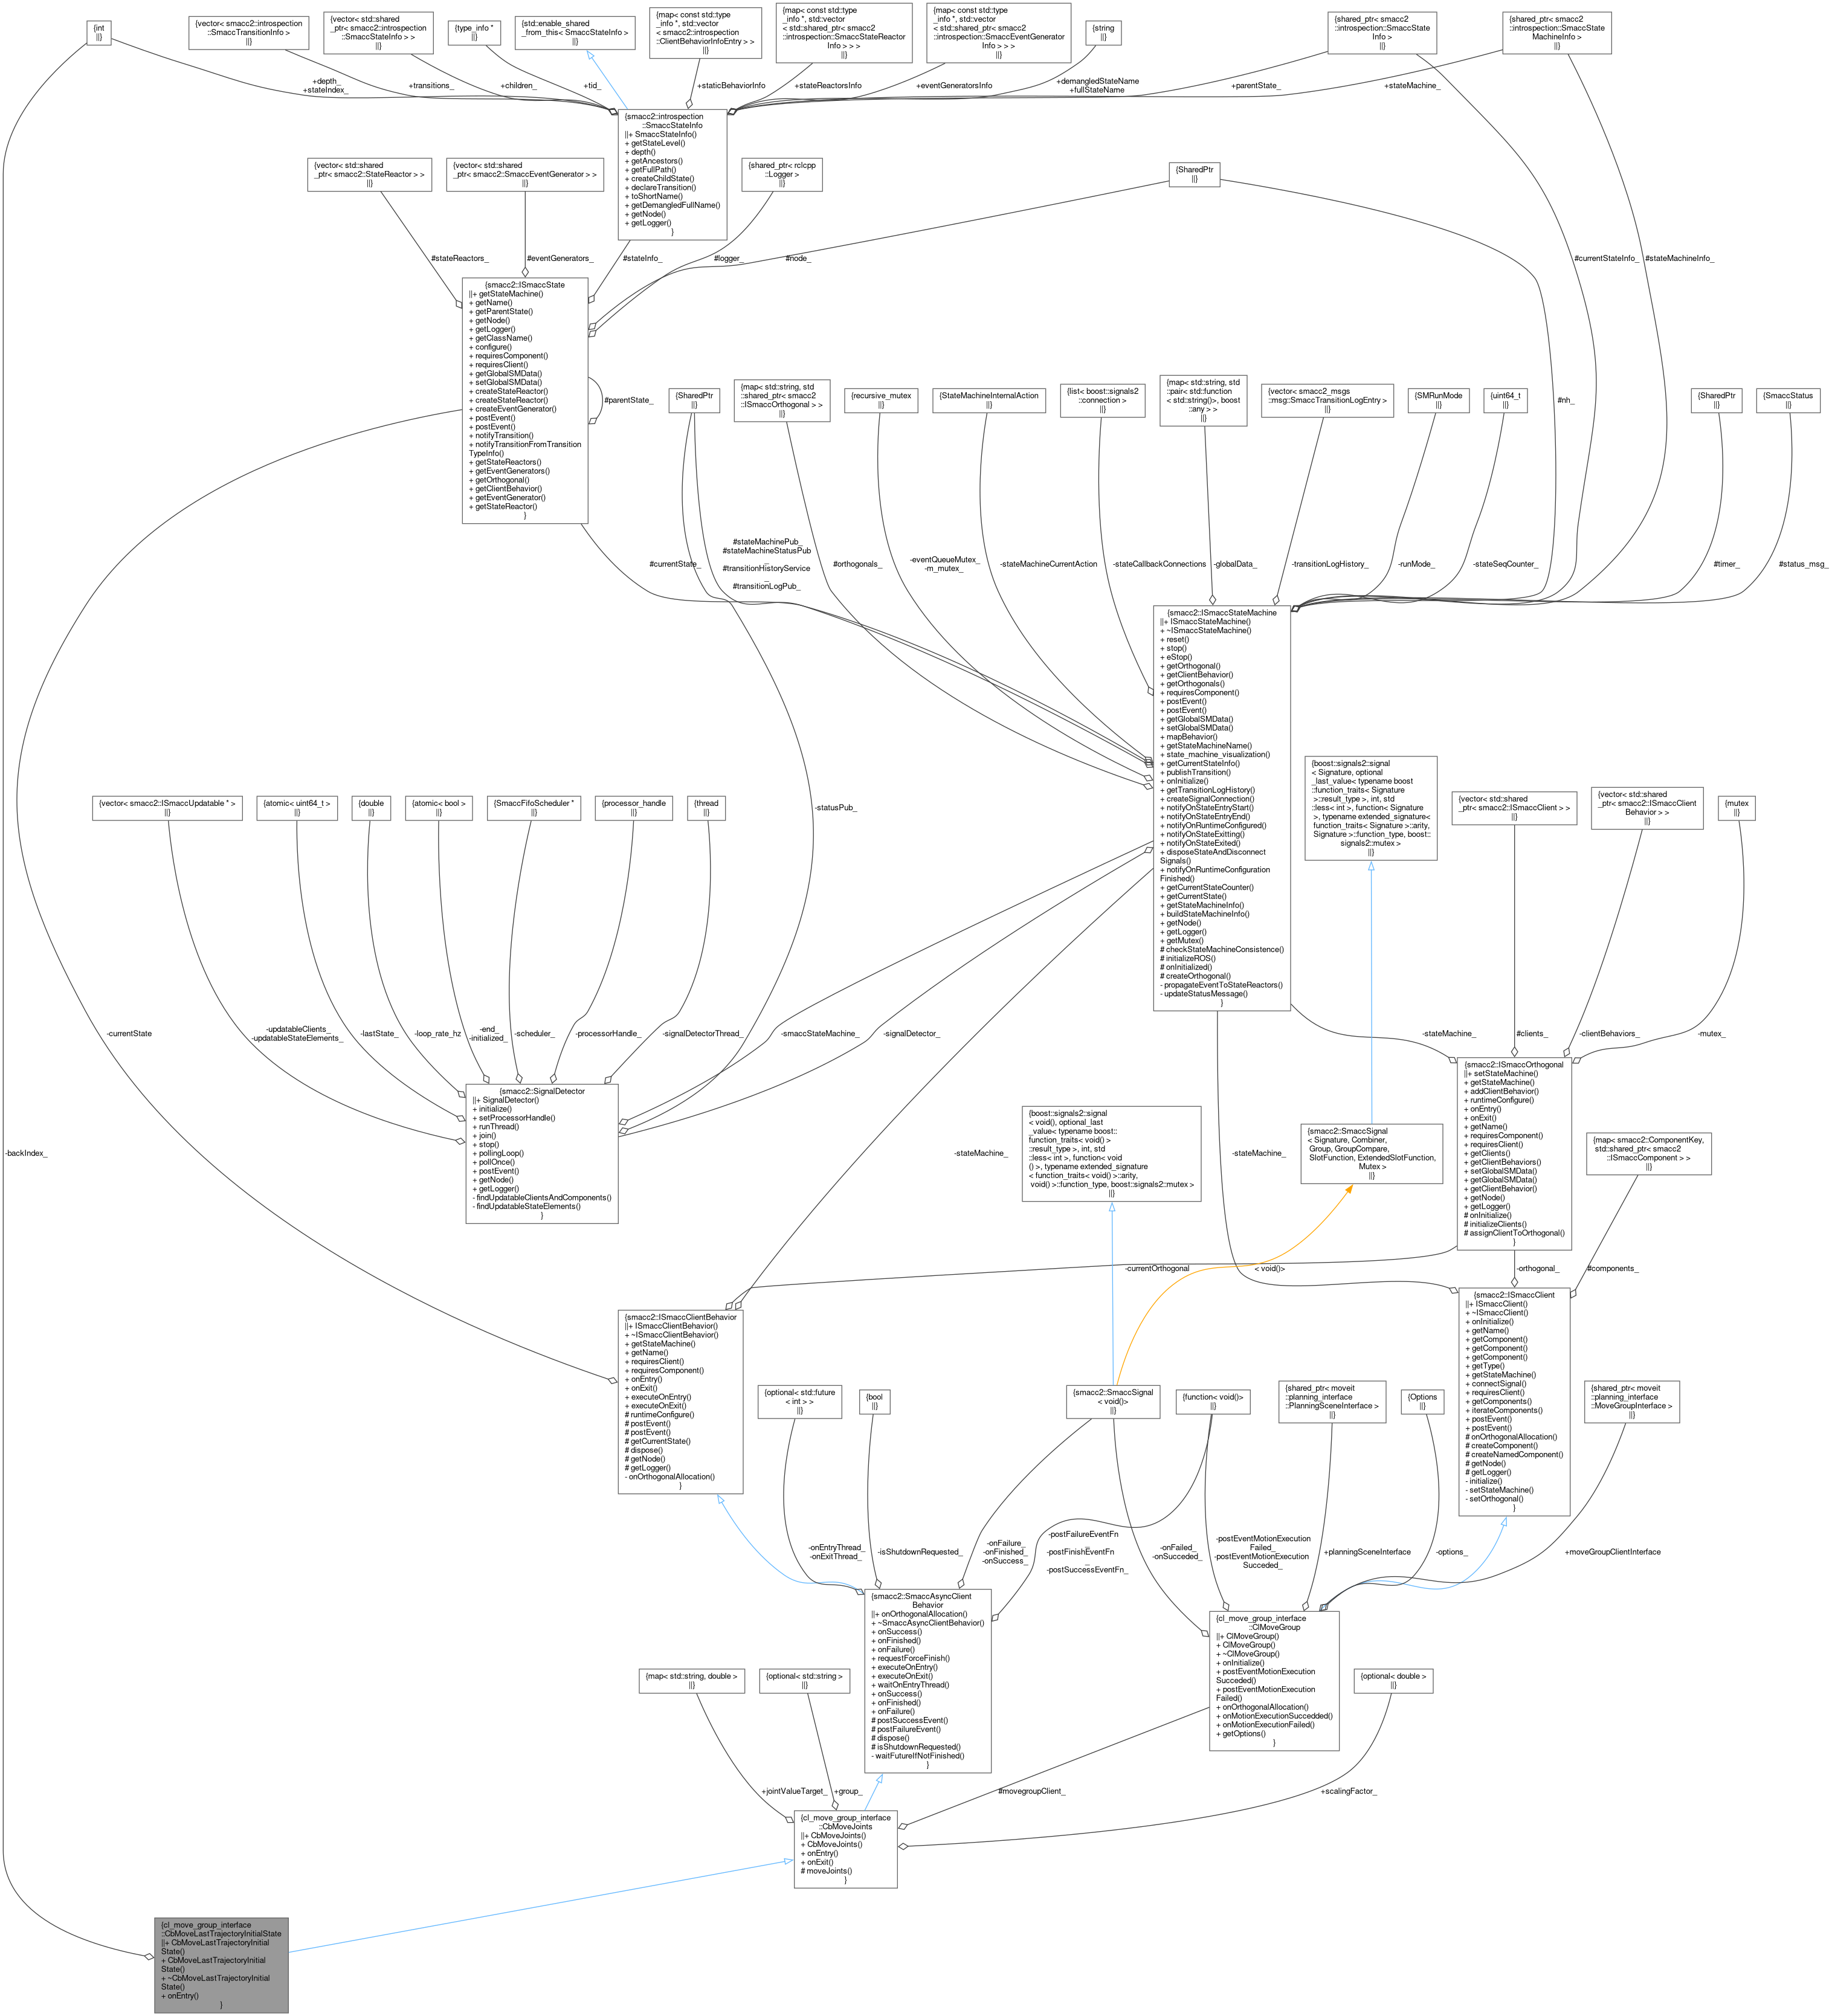 {int
||}
{vector< smacc2::introspection
::SmaccTransitionInfo >
||}
{vector< std::shared
_ptr< smacc2::introspection
::SmaccStateInfo > >
||}
{type_info *
||}
{std::enable_shared
_from_this< SmaccStateInfo >
||}
{map< const std::type
_info *, std::vector
< smacc2::introspection
::ClientBehaviorInfoEntry > >
||}
{map< const std::type
_info *, std::vector
< std::shared_ptr< smacc2
::introspection::SmaccStateReactor
Info > > >
||}
{map< const std::type
_info *, std::vector
< std::shared_ptr< smacc2
::introspection::SmaccEventGenerator
Info > > >
||}
{string
||}
{shared_ptr< smacc2
::introspection::SmaccState
Info >
||}
{shared_ptr< smacc2
::introspection::SmaccState
MachineInfo >
||}
+depth_
+stateIndex_
+transitions_
+children_
+tid_
+staticBehaviorInfo
+stateReactorsInfo
+eventGeneratorsInfo
+demangledStateName
+fullStateName
+parentState_
+stateMachine_
{smacc2::introspection
::SmaccStateInfo
||+ SmaccStateInfo()
+ getStateLevel()
+ depth()
+ getAncestors()
+ getFullPath()
+ createChildState()
+ declareTransition()
+ toShortName()
+ getDemangledFullName()
+ getNode()
+ getLogger()
}
{vector< std::shared
_ptr< smacc2::StateReactor > >
||}
{vector< std::shared
_ptr< smacc2::SmaccEventGenerator > >
||}
{shared_ptr< rclcpp
::Logger >
||}
{SharedPtr
||}
#stateReactors_
#eventGenerators_
#stateInfo_
#logger_
#node_
#currentStateInfo_
#stateMachineInfo_
{smacc2::ISmaccState
||+ getStateMachine()
+ getName()
+ getParentState()
+ getNode()
+ getLogger()
+ getClassName()
+ configure()
+ requiresComponent()
+ requiresClient()
+ getGlobalSMData()
+ setGlobalSMData()
+ createStateReactor()
+ createStateReactor()
+ createEventGenerator()
+ postEvent()
+ postEvent()
+ notifyTransition()
+ notifyTransitionFromTransition
TypeInfo()
+ getStateReactors()
+ getEventGenerators()
+ getOrthogonal()
+ getClientBehavior()
+ getEventGenerator()
+ getStateReactor()
}
#parentState_
{SharedPtr
||}
{map< std::string, std
::shared_ptr< smacc2
::ISmaccOrthogonal > >
||}
{recursive_mutex
||}
{StateMachineInternalAction
||}
{list< boost::signals2
::connection >
||}
{map< std::string, std
::pair< std::function
< std::string()>, boost
::any > >
||}
{vector< smacc2_msgs
::msg::SmaccTransitionLogEntry >
||}
{SMRunMode
||}
{uint64_t
||}
#nh_
{SharedPtr
||}
{SmaccStatus
||}
#currentState_
#stateMachinePub_
#stateMachineStatusPub
_
#transitionHistoryService
_
#transitionLogPub_
#orthogonals_
-eventQueueMutex_
-m_mutex_
-stateMachineCurrentAction
-stateCallbackConnections
-globalData_
-transitionLogHistory_
-runMode_
-stateSeqCounter_
#timer_
#status_msg_
{smacc2::ISmaccStateMachine
||+ ISmaccStateMachine()
+ ~ISmaccStateMachine()
+ reset()
+ stop()
+ eStop()
+ getOrthogonal()
+ getClientBehavior()
+ getOrthogonals()
+ requiresComponent()
+ postEvent()
+ postEvent()
+ getGlobalSMData()
+ setGlobalSMData()
+ mapBehavior()
+ getStateMachineName()
+ state_machine_visualization()
+ getCurrentStateInfo()
+ publishTransition()
+ onInitialize()
+ getTransitionLogHistory()
+ createSignalConnection()
+ notifyOnStateEntryStart()
+ notifyOnStateEntryEnd()
+ notifyOnRuntimeConfigured()
+ notifyOnStateExitting()
+ notifyOnStateExited()
+ disposeStateAndDisconnect
Signals()
+ notifyOnRuntimeConfiguration
Finished()
+ getCurrentStateCounter()
+ getCurrentState()
+ getStateMachineInfo()
+ buildStateMachineInfo()
+ getNode()
+ getLogger()
+ getMutex()
# checkStateMachineConsistence()
# initializeROS()
# onInitialized()
# createOrthogonal()
- propagateEventToStateReactors()
- updateStatusMessage()
}
{boost::signals2::signal
< Signature, optional
_last_value< typename boost
::function_traits< Signature
>::result_type >, int, std
::less< int >, function< Signature
>, typename extended_signature<
function_traits< Signature >::arity,
Signature >::function_type, boost::
signals2::mutex >
||}
{vector< std::shared
_ptr< smacc2::ISmaccClient > >
||}
{vector< std::shared
_ptr< smacc2::ISmaccClient
Behavior > >
||}
{mutex
||}
{vector< smacc2::ISmaccUpdatable * >
||}
{atomic< uint64_t >
||}
{double
||}
{atomic< bool >
||}
{SmaccFifoScheduler *
||}
{processor_handle
||}
{thread
||}
-statusPub_
-currentState
-updatableClients_
-updatableStateElements_
-lastState_
-loop_rate_hz
-end_
-initialized_
-scheduler_
-processorHandle_
-signalDetectorThread_
-smaccStateMachine_
-signalDetector_
-stateMachine_
#clients_
-clientBehaviors_
-mutex_
{smacc2::SignalDetector
||+ SignalDetector()
+ initialize()
+ setProcessorHandle()
+ runThread()
+ join()
+ stop()
+ pollingLoop()
+ pollOnce()
+ postEvent()
+ getNode()
+ getLogger()
- findUpdatableClientsAndComponents()
- findUpdatableStateElements()
}
{smacc2::ISmaccOrthogonal
||+ setStateMachine()
+ getStateMachine()
+ addClientBehavior()
+ runtimeConfigure()
+ onEntry()
+ onExit()
+ getName()
+ requiresComponent()
+ requiresClient()
+ getClients()
+ getClientBehaviors()
+ setGlobalSMData()
+ getGlobalSMData()
+ getClientBehavior()
+ getNode()
+ getLogger()
# onInitialize()
# initializeClients()
# assignClientToOrthogonal()
}
{boost::signals2::signal
< void(), optional_last
_value< typename boost::
function_traits< void() >
::result_type >, int, std
::less< int >, function< void
() >, typename extended_signature
< function_traits< void() >::arity,
void() >::function_type, boost::signals2::mutex >
||}
{smacc2::SmaccSignal
< Signature, Combiner,
Group, GroupCompare,
SlotFunction, ExtendedSlotFunction,
Mutex >
||}
{map< smacc2::ComponentKey,
std::shared_ptr< smacc2
::ISmaccComponent > >
||}
-backIndex_
-stateMachine_
-stateMachine_
-currentOrthogonal
< void()>
-orthogonal_
#components_
{smacc2::ISmaccClientBehavior
||+ ISmaccClientBehavior()
+ ~ISmaccClientBehavior()
+ getStateMachine()
+ getName()
+ requiresClient()
+ requiresComponent()
+ onEntry()
+ onExit()
+ executeOnEntry()
+ executeOnExit()
# runtimeConfigure()
# postEvent()
# postEvent()
# getCurrentState()
# dispose()
# getNode()
# getLogger()
- onOrthogonalAllocation()
}
{smacc2::ISmaccClient
||+ ISmaccClient()
+ ~ISmaccClient()
+ onInitialize()
+ getName()
+ getComponent()
+ getComponent()
+ getComponent()
+ getType()
+ getStateMachine()
+ connectSignal()
+ requiresClient()
+ getComponents()
+ iterateComponents()
+ postEvent()
+ postEvent()
# onOrthogonalAllocation()
# createComponent()
# createNamedComponent()
# getNode()
# getLogger()
- initialize()
- setStateMachine()
- setOrthogonal()
}
{optional< std::future
< int > >
||}
{bool
||}
{smacc2::SmaccSignal
< void()>
||}
{function< void()>
||}
{shared_ptr< moveit
::planning_interface
::PlanningSceneInterface >
||}
{Options
||}
{shared_ptr< moveit
::planning_interface
::MoveGroupInterface >
||}
-onEntryThread_
-onExitThread_
-isShutdownRequested_
-onFailure_
-onFinished_
-onSuccess_
-postFailureEventFn
_
-postFinishEventFn
_
-postSuccessEventFn_
-onFailed_
-onSucceded_
-postEventMotionExecution
Failed_
-postEventMotionExecution
Succeded_
+planningSceneInterface
-options_
+moveGroupClientInterface
{smacc2::SmaccAsyncClient
Behavior
||+ onOrthogonalAllocation()
+ ~SmaccAsyncClientBehavior()
+ onSuccess()
+ onFinished()
+ onFailure()
+ requestForceFinish()
+ executeOnEntry()
+ executeOnExit()
+ waitOnEntryThread()
+ onSuccess()
+ onFinished()
+ onFailure()
# postSuccessEvent()
# postFailureEvent()
# dispose()
# isShutdownRequested()
- waitFutureIfNotFinished()
}
{cl_move_group_interface
::ClMoveGroup
||+ ClMoveGroup()
+ ClMoveGroup()
+ ~ClMoveGroup()
+ onInitialize()
+ postEventMotionExecution
Succeded()
+ postEventMotionExecution
Failed()
+ onOrthogonalAllocation()
+ onMotionExecutionSuccedded()
+ onMotionExecutionFailed()
+ getOptions()
}
{map< std::string, double >
||}
{optional< std::string >
||}
{optional< double >
||}
+jointValueTarget_
+group_
#movegroupClient_
+scalingFactor_
{cl_move_group_interface
::CbMoveJoints
||+ CbMoveJoints()
+ CbMoveJoints()
+ onEntry()
+ onExit()
# moveJoints()
}
{cl_move_group_interface
::CbMoveLastTrajectoryInitialState
||+ CbMoveLastTrajectoryInitial
State()
+ CbMoveLastTrajectoryInitial
State()
+ ~CbMoveLastTrajectoryInitial
State()
+ onEntry()
}